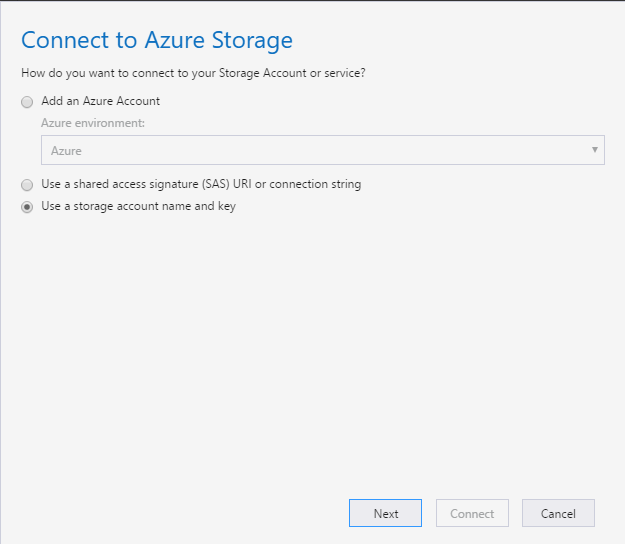 Connect to Azure Storage
How do you want to connect to your Storage Account or service?
Add an Azure Account
Azure environment:
Azure
Use a shared access signature (SAS) URI or connection string
Use a storage account name and key
Next
Connect
Cancel